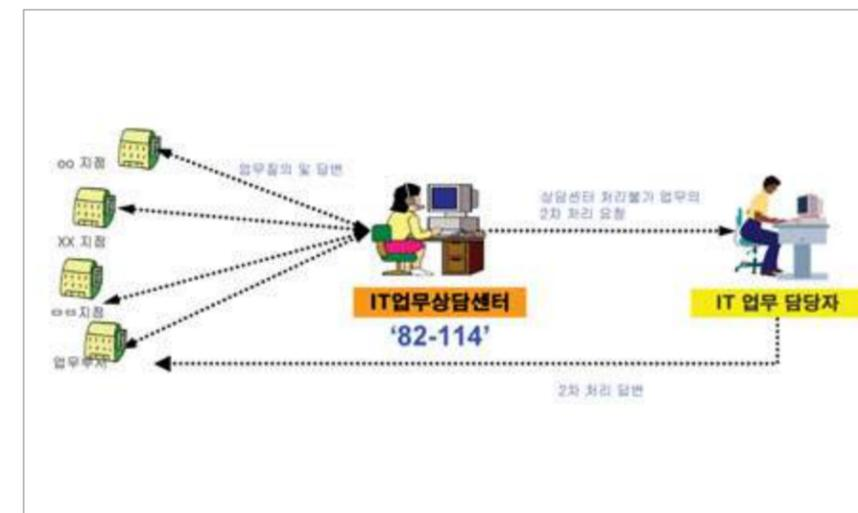 oo 지점
업무질의 및 답변
XX 지점
ㅁㅁ지점
업무부서
상담센터 처리불가 업무의
2차 처리 요청
IT업무상담센터
‘82-114’
IT 업무 담당자
2차 처리 답변